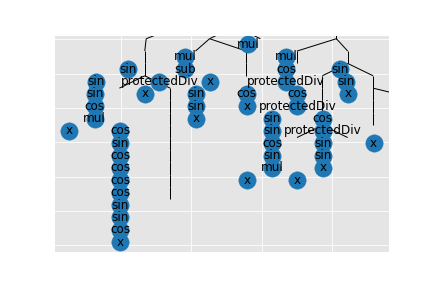 mul
mul mul
sin sub cos sin
sin protectedDiv x protectedDiv sin
sin x sin cos cos x
cos sin x protectedDiv
mul x sin cos
x cos cos protectedDiv
sin cos sin x
cos sin sin
cos mul x
cos x x
cos
sin
sin
cos
x